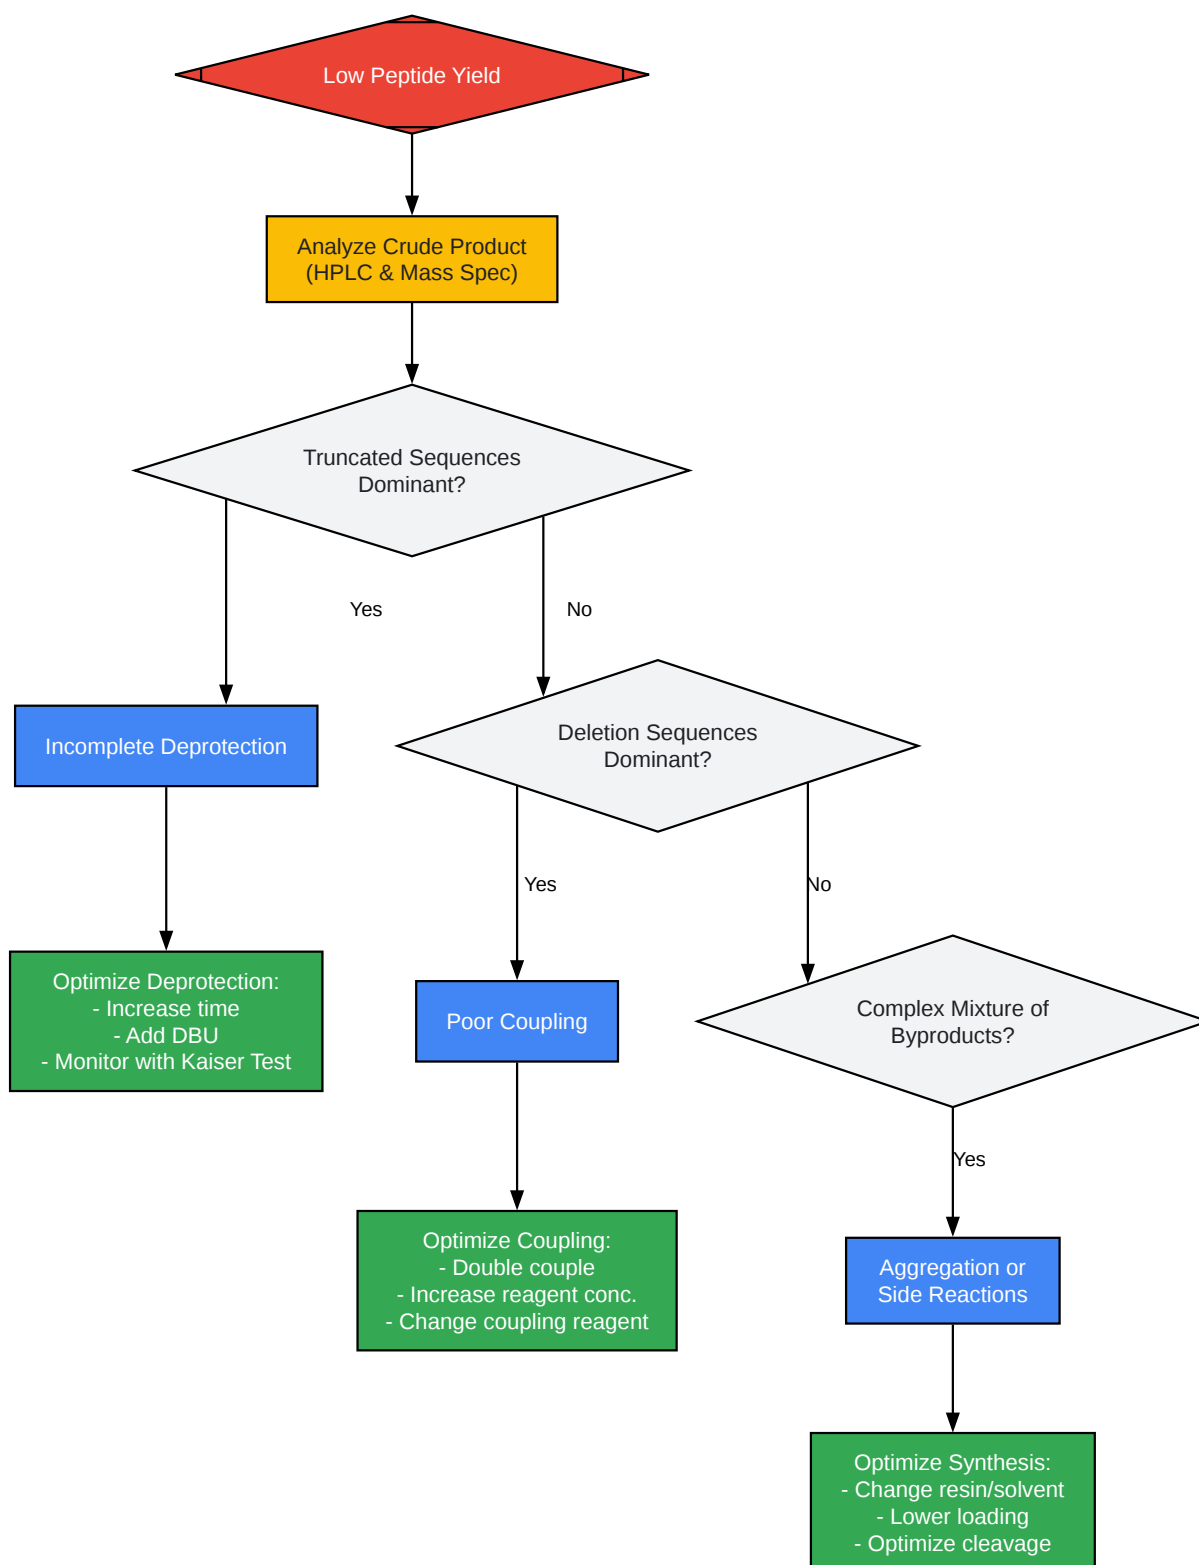 Low Peptide Yield
Analyze Crude Product
(HPLC & Mass Spec)
Truncated Sequences
Dominant?
Yes
No
Incomplete Deprotection
Deletion Sequences
Dominant?
Yes
No
Optimize Deprotection:
- Increase time
- Add DBU
- Monitor with Kaiser Test
Poor Coupling
Complex Mixture of
Byproducts?
Yes
Optimize Coupling:
- Double couple
- Increase reagent conc.
- Change coupling reagent
Aggregation or
Side Reactions
Optimize Synthesis:
- Change resin/solvent
- Lower loading
- Optimize cleavage